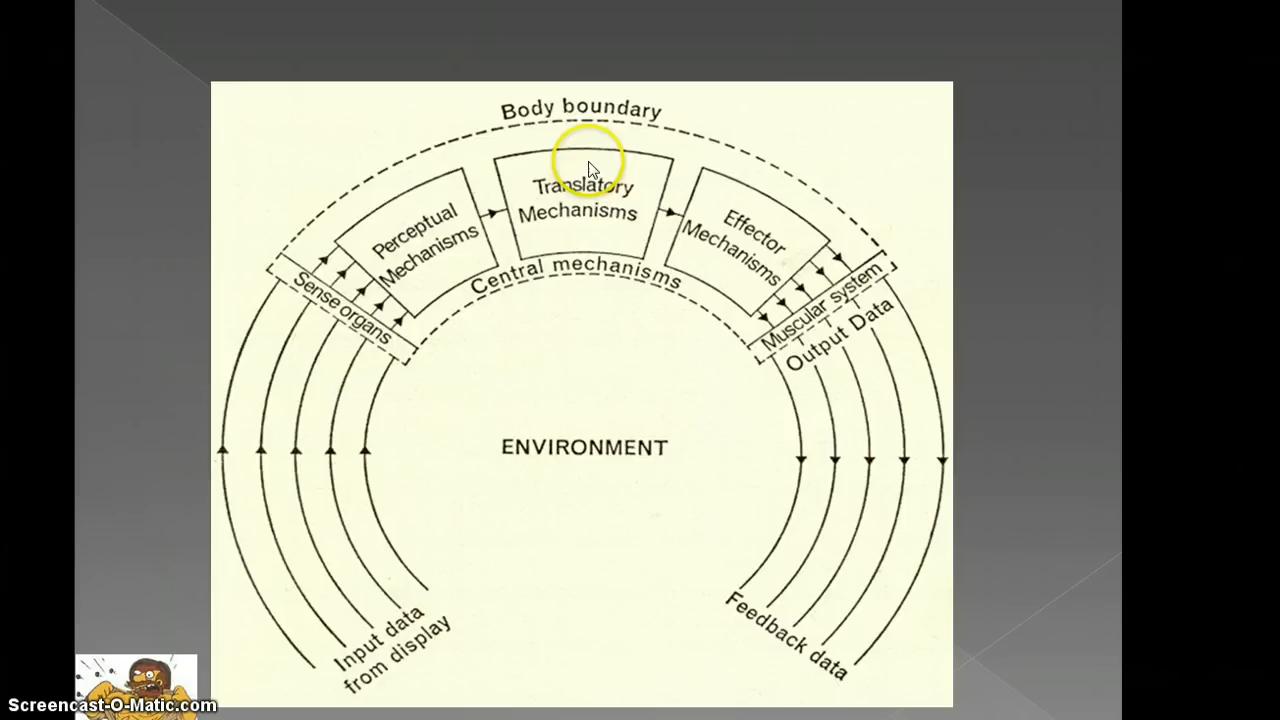 Body boundary
Translatory
Mechanisms
Perceptual
Mechanisms
Effector
Mechanisms
Central mechanisms
Sense organs
Muscular system
Output Data
ENVIRONMENT
Input data
from display
Feedback data
Screencast-O-Matic.com